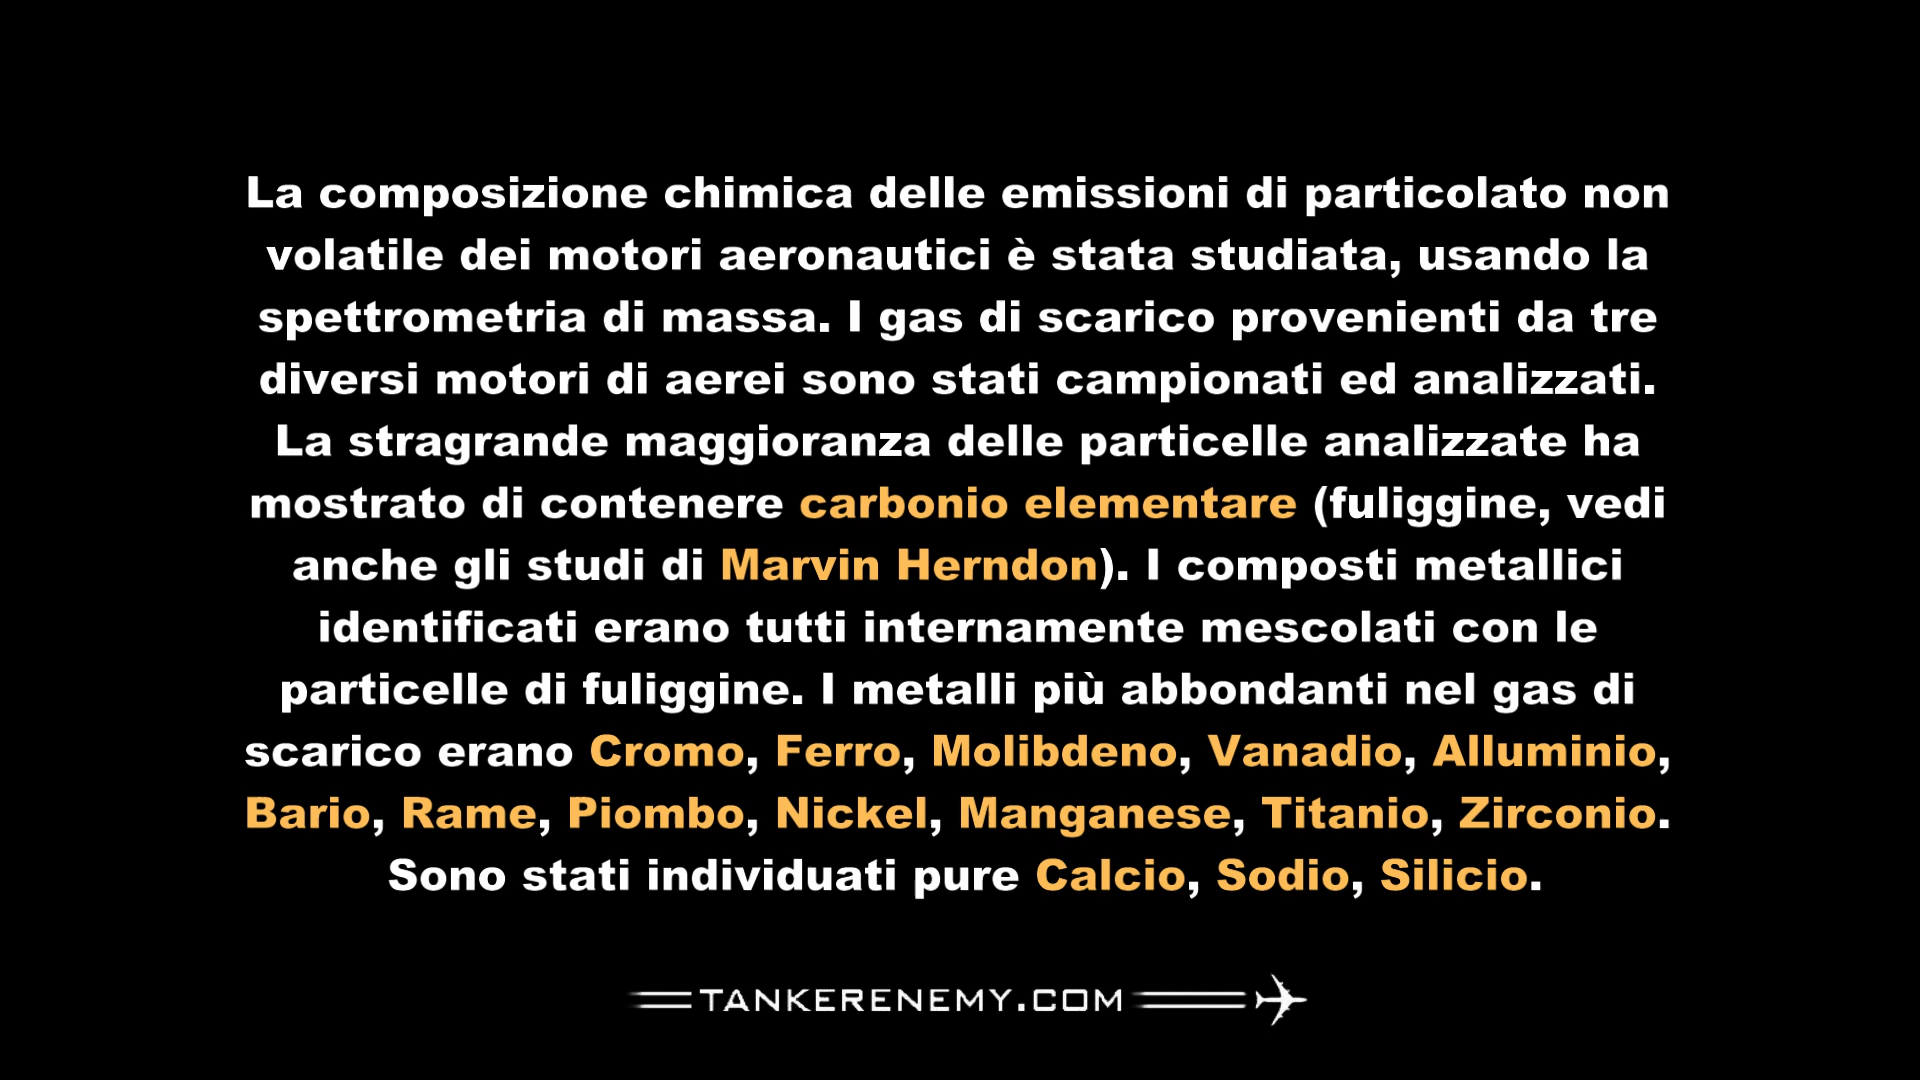 La composizione chimica delle emissioni di particolato non
volatile dei motori aeronautici è stata studiata, usando la
spettrometria di massa. I gas di scarico provenienti da tre
diversi motori di aerei sono stati campionati ed analizzati.
La stragrande maggioranza delle particelle analizzate ha
mostrato di contenere carbonio elementare (fuliggine, vedi
anche gli studi di Marvin Herndon). I composti metallici
identificati erano tutti internamente mescolati con le
particelle di fuliggine. I metalli più abbondanti nel gas di
scarico erano Cromo, Ferro, Molibdeno, Vanadio, Alluminio,
Bario, Rame, Piombo, Nickel, Manganese, Titanio, Zirconio.
Sono stati individuati pure Calcio, Sodio, Silicio.
TANKERENEMY.COM